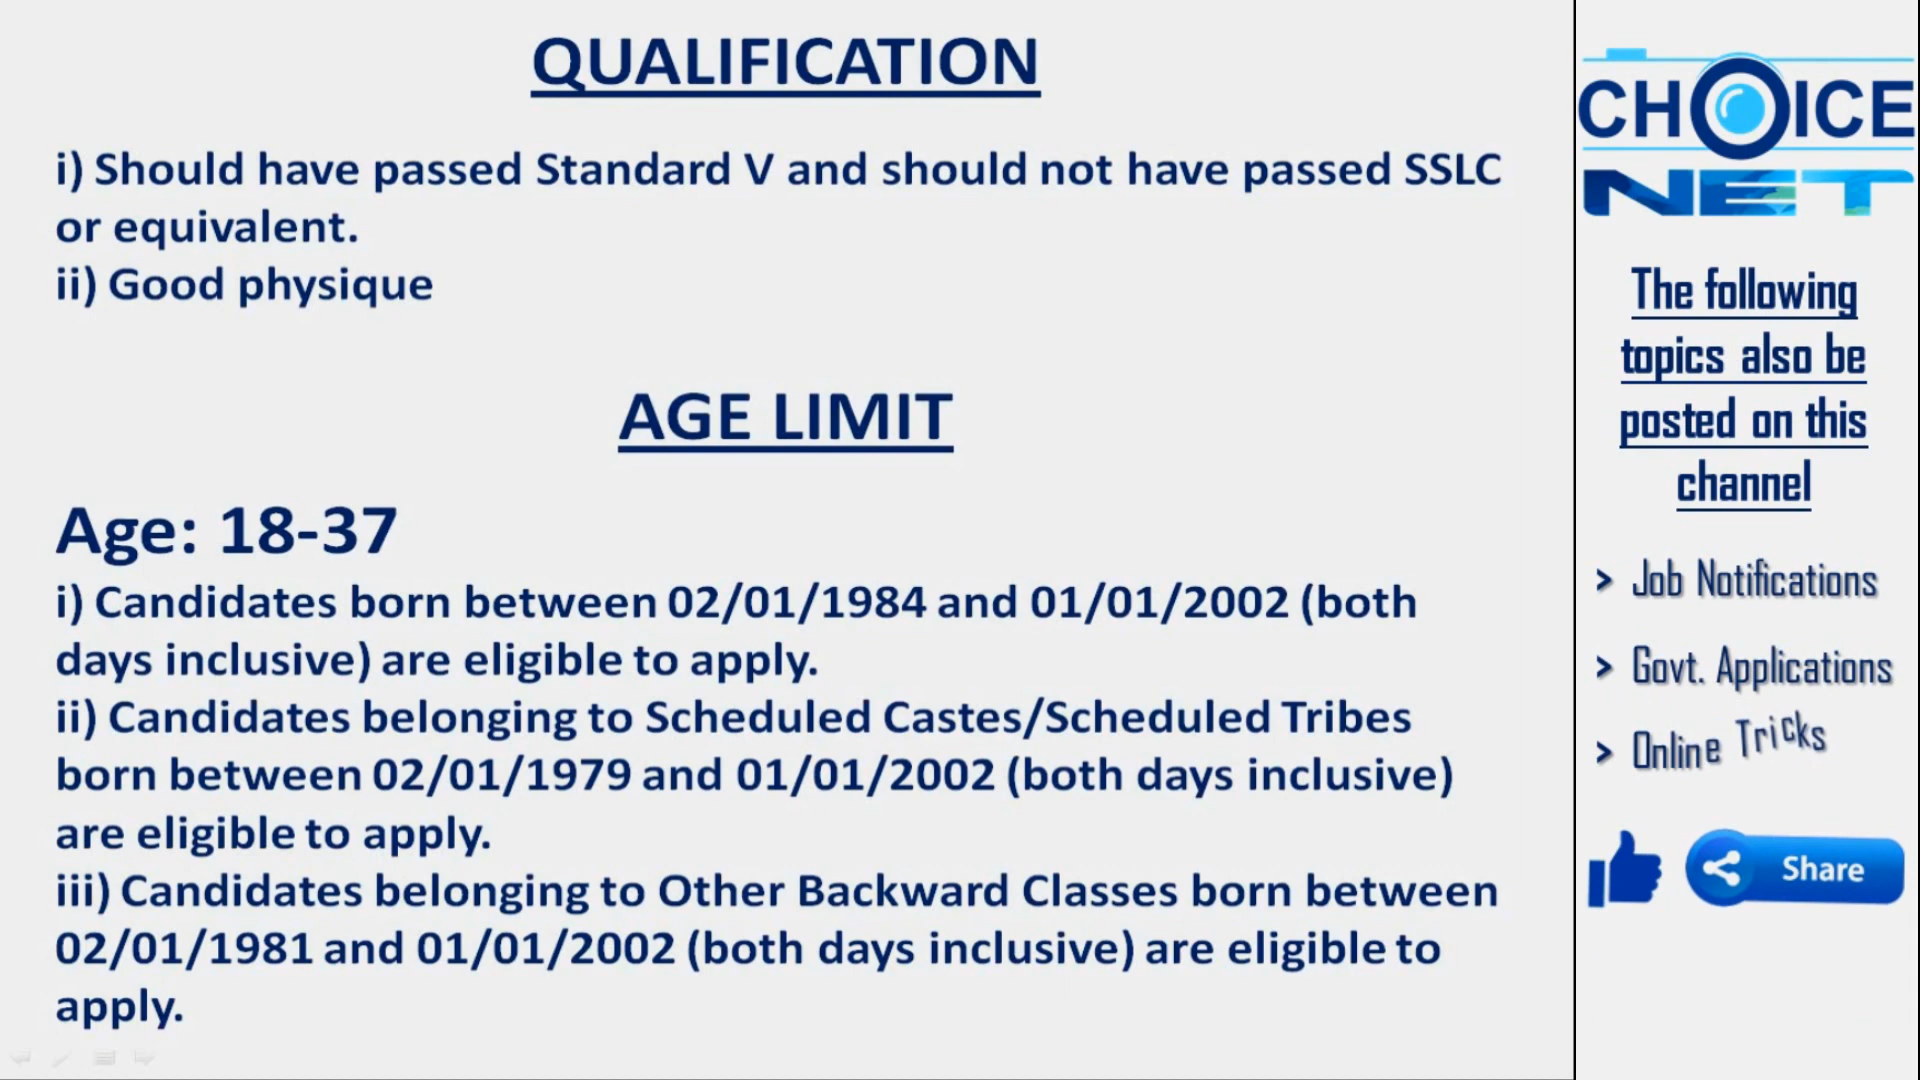 QUALIFICATION
i) Should have passed Standard V and should not have passed SSLC
or equivalent.
ii) Good physique
AGE LIMIT
Age: 18-37
i) Candidates born between 02/01/1984 and 01/01/2002 (both
days inclusive) are eligible to apply.
ii) Candidates belonging to Scheduled Castes/Scheduled Tribes
born between 02/01/1979 and 01/01/2002 (both days inclusive)
are eligible to apply.
iii) Candidates belonging to Other Backward Classes born between
02/01/1981 and 01/01/2002 (both days inclusive) are eligible to
apply.
CHOICE
NET
The following
topics also be
posted on this
channel
> Job Notifications
> Govt. Applications
> Online Tricks
Share